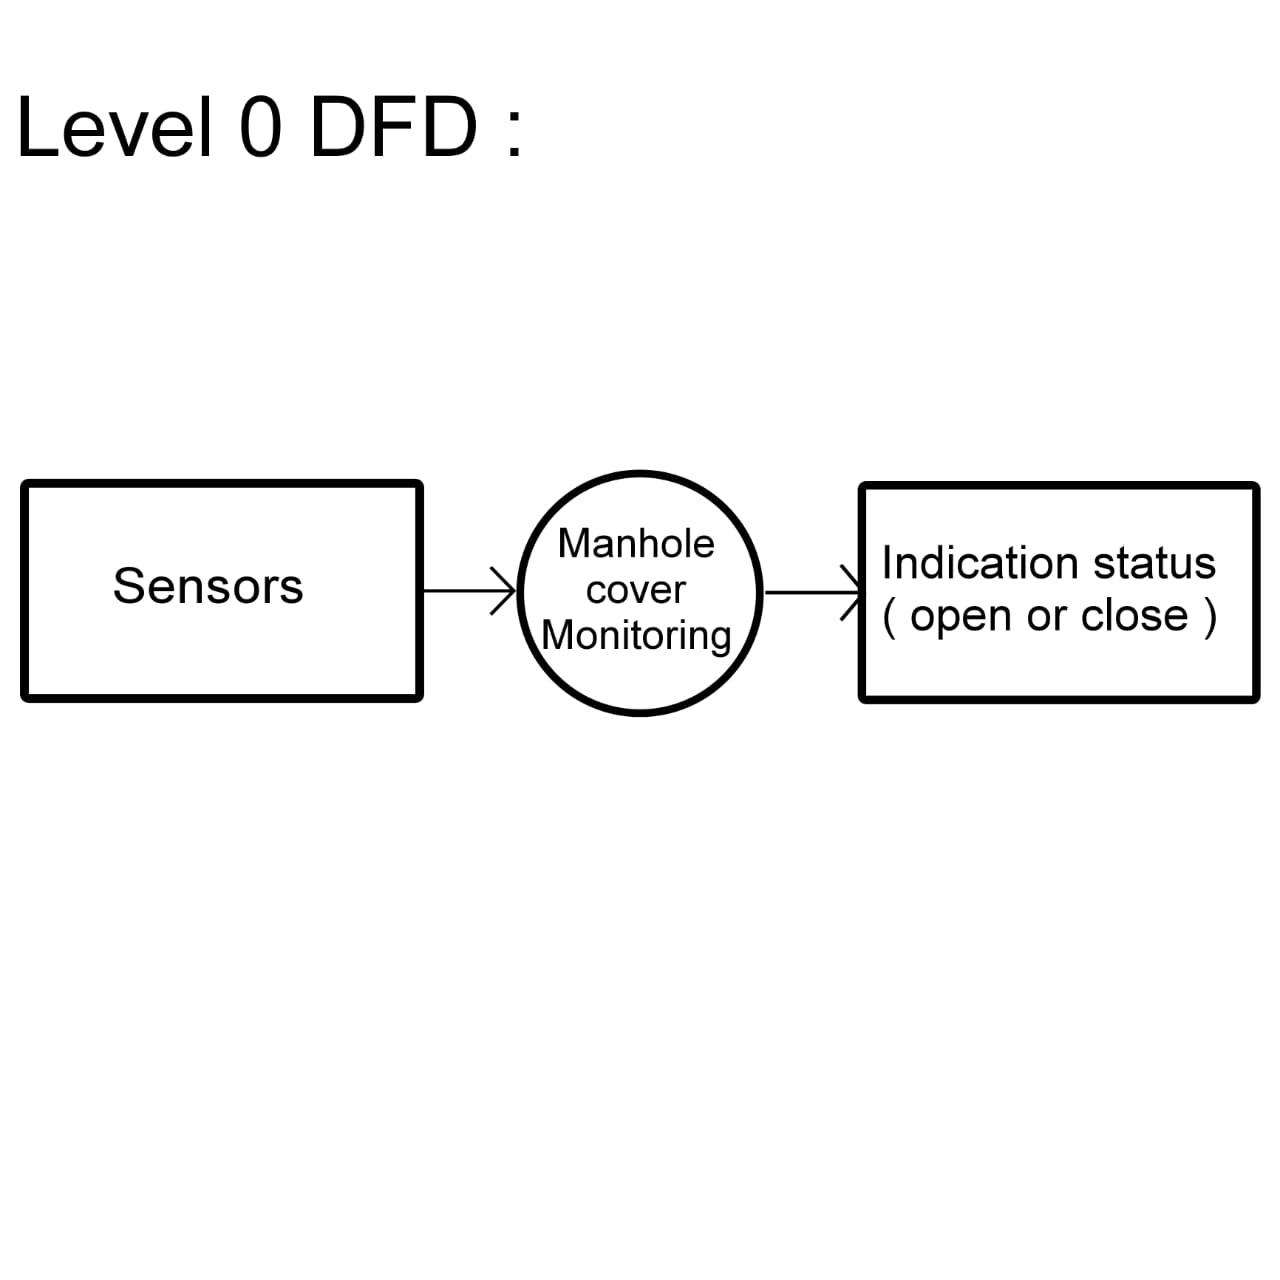 Level 0 DFD :
Sensors
Manhole
cover
Monitoring
Indication status
( open or close )